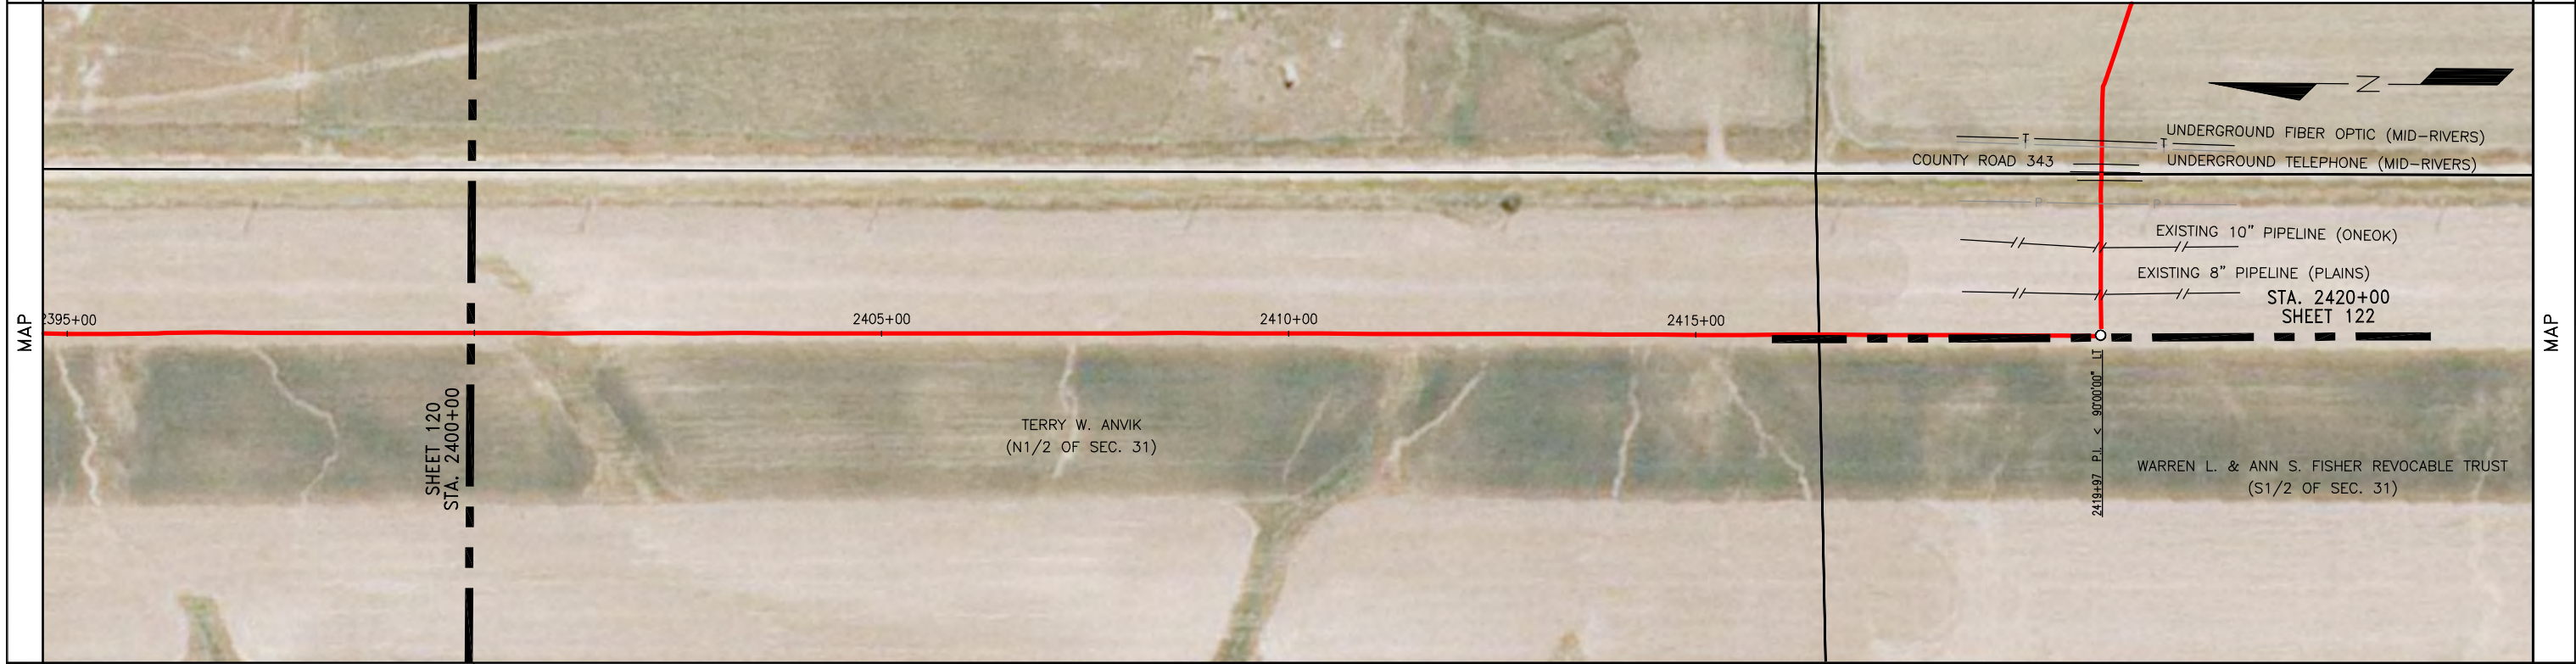 MAP
N
T
T
UNDERGROUND FIBER OPTIC (MID-RIVERS)
COUNTY ROAD 343
UNDERGROUND TELEPHONE (MID-RIVERS)
P
P
EXISTING 10" PIPELINE (ONEOK)
EXISTING 8" PIPELINE (PLAINS)
STA. 2420+00
SHEET 122
2395+00
2405+00
2410+00
2415+00
SHEET 120
STA. 2400+00
TERRY W. ANVIK
(N1/2 OF SEC. 31)
2419+97 P.I. < 90°00'00" LT
WARREN L. & ANN S. FISHER REVOCABLE TRUST
(S1/2 OF SEC. 31)
MAP